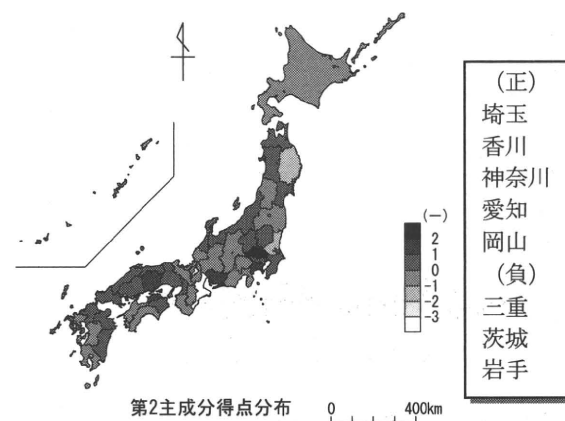 (正)
埼玉
香川
神奈川
愛知
岡山
(負)
三重
茨城
岩手
(一)
2
1
0
-1
-2
-3
第2主成分得点分布
0 400km